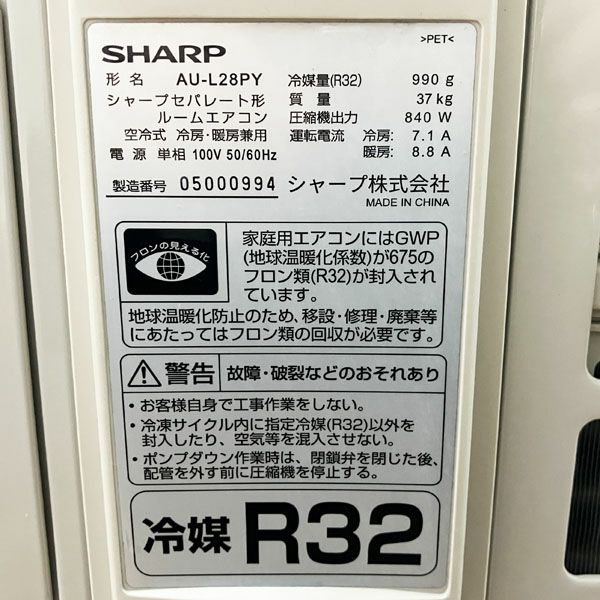 >PET<
SHARP
形 名 AU-L28PY 冷媒量(R32) 990 g
シャープセパレート形 質 量 37 kg
ルームエアコン 圧縮機出力 840 W
空冷式 冷房・暖房兼用 運転電流 冷房: 7.1 A
電 源 単相 100V 50/60Hz 暖房: 8.8 A
製造番号 05000994 シャープ株式会社
MADE IN CHINA
フロンの見える化
家庭用エアコンにはGWP
(地球温暖化係数)が675の
フロン類(R32)が封入され
ています。
地球温暖化防止のため、移設・修理・廃棄等
にあたってはフロン類の回収が必要です。
警告 故障・破裂などのおそれあり
・お客様自身で工事作業をしない。
・冷凍サイクル内に指定冷媒(R32)以外を
封入したり、空気等を混入させない。
・ポンプダウン作業時は、閉鎖弁を閉じた後、
配管を外す前に圧縮機を停止する。
冷媒 R32